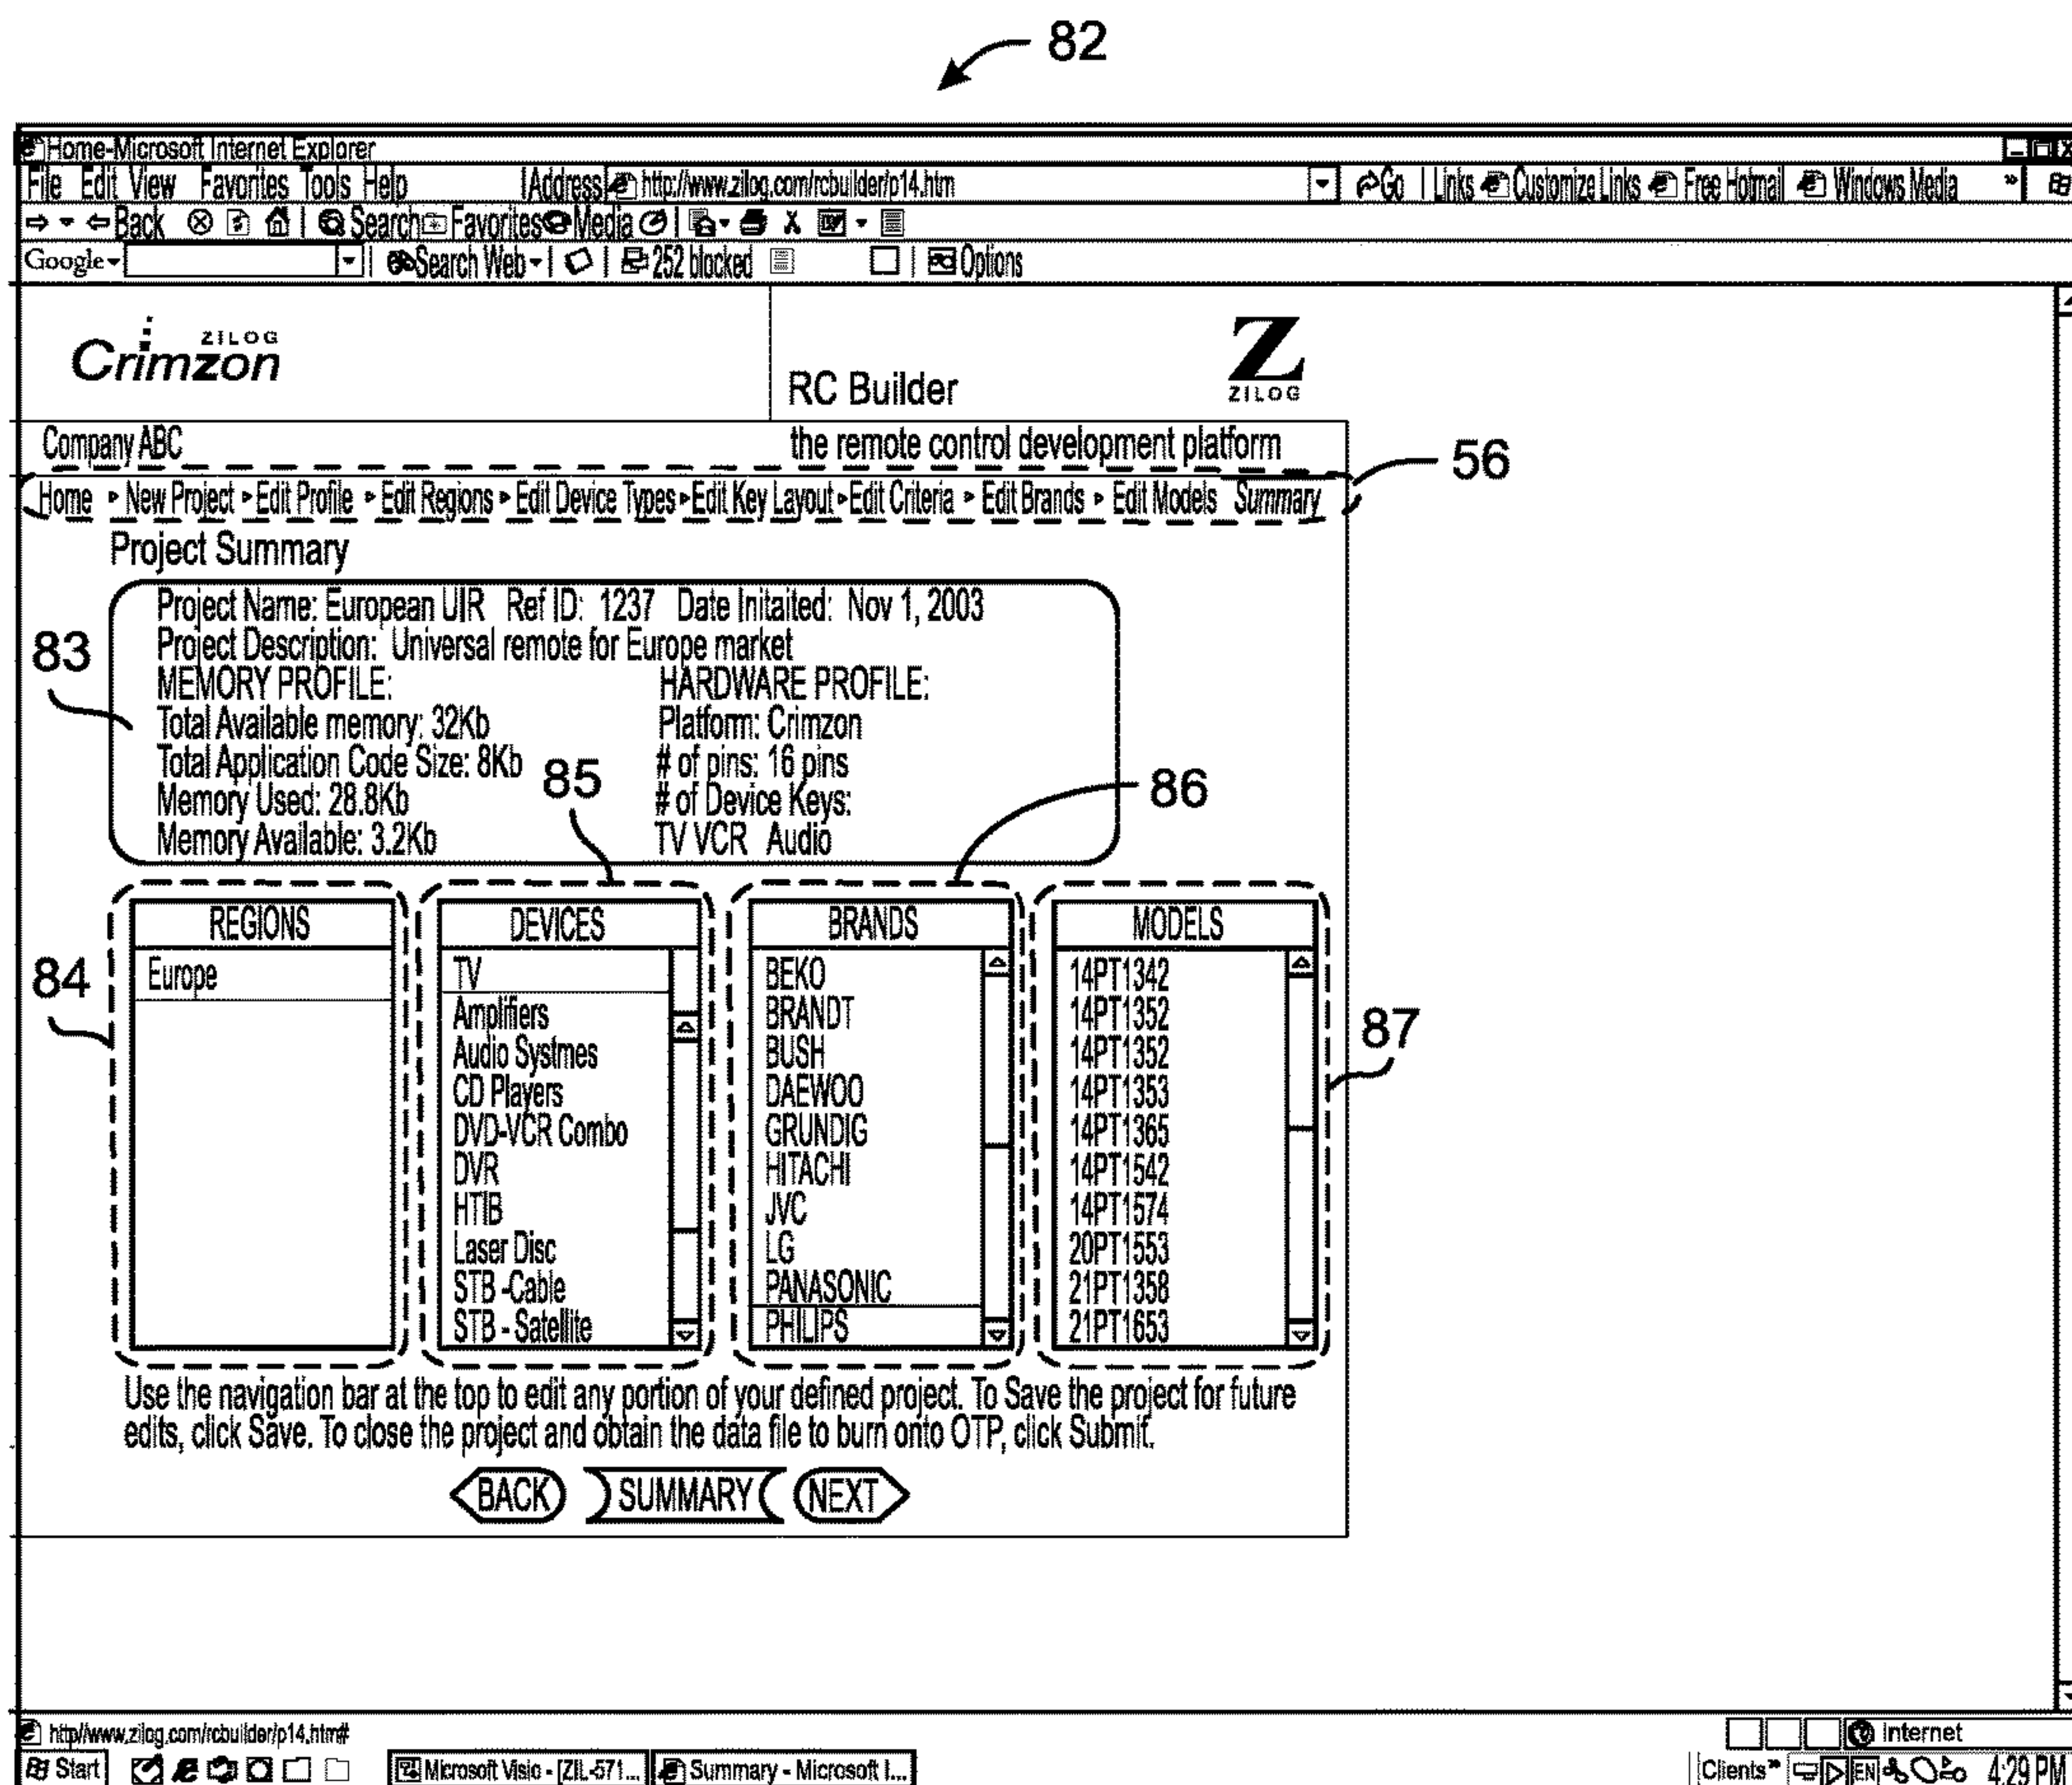 82
Home-Microsoft Internet Explorer
File Edit View Favorites Tools Help Address http://www.zilog.com/rcbuilder/p14.htm Go Links Customize Links Free Hotmail Windows Media »
Back Search Favorites Media
Google Search Web 252 blocked Options
ZILOG
Crimzon
RC Builder
Z
ZILOG
Company ABC the remote control development platform
56
Home New Project Edit Profile Edit Regions Edit Device Types Edit Key Layout Edit Criteria Edit Brands Edit Models Summary
Project Summary
Project Name: European UIR Ref ID: 1237 Date Initaited: Nov 1, 2003
Project Description: Universal remote for Europe market
83
MEMORY PROFILE: HARDWARE PROFILE:
Total Available memory: 32Kb Platform: Crimzon
Total Application Code Size: 8Kb # of pins: 16 pins
85
86
Memory Used: 28.8Kb # of Device Keys:
Memory Available: 3.2Kb TV VCR Audio
84
REGIONS
Europe
DEVICES
TV
Amplifiers
Audio Systmes
CD Players
DVD-VCR Combo
DVR
HTIB
Laser Disc
STB -Cable
STB - Satellite
BRANDS
BEKO
BRANDT
BUSH
DAEWOO
GRUNDIG
HITACHI
JVC
LG
PANASONIC
PHILIPS
MODELS
14PT1342
14PT1352
14PT1352
14PT1353
14PT1365
14PT1542
14PT1574
20PT1553
21PT1358
21PT1653
87
Use the navigation bar at the top to edit any portion of your defined project. To Save the project for future
edits, click Save. To close the project and obtain the data file to burn onto OTP, click Submit.
BACK SUMMARY NEXT
http//www.zilog.com/rcbuilder/p14.htm# Internet
Start Microsoft Visio - [ZIL-571... Summary - Microsoft I... Clients» EN 4:29 PM